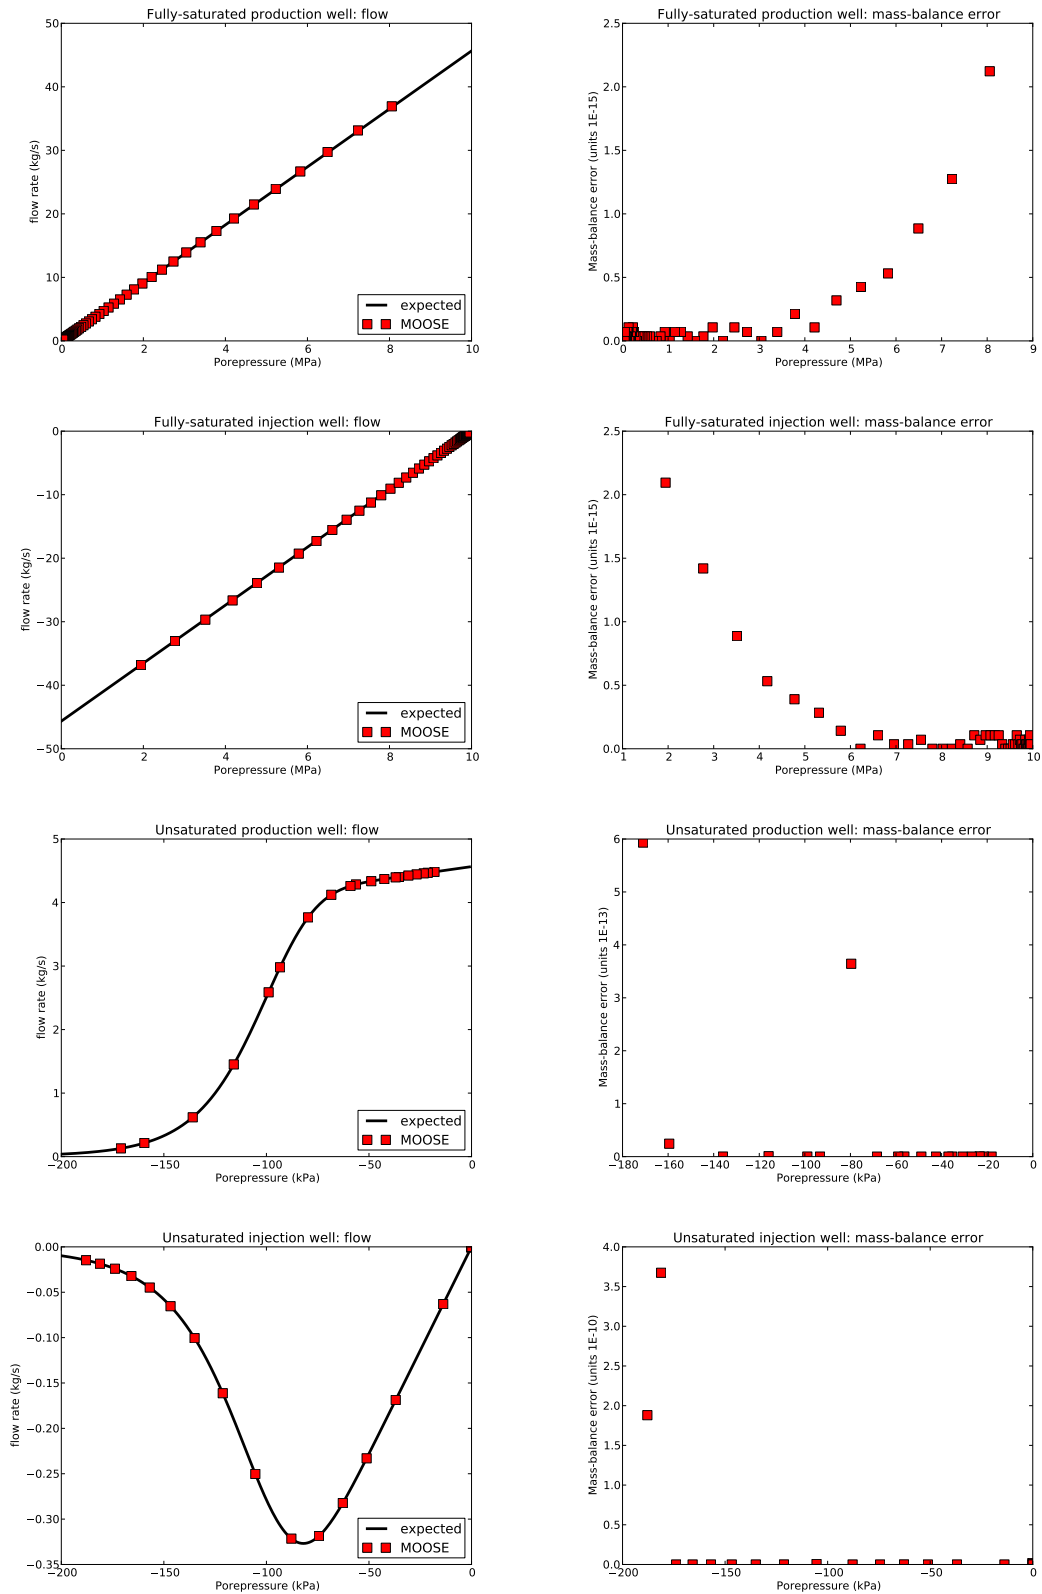 Fully-saturated production well: flow
50
40
30
20
10
0
flow rate (kg/s)
0 2 4 6 8 10
Porepressure (MPa)
expected
MOOSE
Fully-saturated production well: mass-balance error
2.5
2.0
1.5
1.0
0.5
0.0
Mass-balance error (units 1E-15)
0 1 2 3 4 5 6 7 8 9
Porepressure (MPa)
Fully-saturated injection well: flow
0
−10
−20
−30
−40
−50
flow rate (kg/s)
0 2 4 6 8 10
Porepressure (MPa)
expected
MOOSE
Fully-saturated injection well: mass-balance error
2.5
2.0
1.5
1.0
0.5
0.0
Mass-balance error (units 1E-15)
1 2 3 4 5 6 7 8 9 10
Porepressure (MPa)
Unsaturated production well: flow
5
4
3
2
1
0
flow rate (kg/s)
−200 −150 −100 −50 0
Porepressure (kPa)
expected
MOOSE
Unsaturated production well: mass-balance error
6
5
4
3
2
1
0
Mass-balance error (units 1E-13)
−180 −160 −140 −120 −100 −80 −60 −40 −20 0
Porepressure (kPa)
Unsaturated injection well: flow
0.00
−0.05
−0.10
−0.15
−0.20
−0.25
−0.30
−0.35
flow rate (kg/s)
−200 −150 −100 −50 0
Porepressure (kPa)
expected
MOOSE
Unsaturated injection well: mass-balance error
4.0
3.5
3.0
2.5
2.0
1.5
1.0
0.5
0.0
Mass-balance error (units 1E-10)
−200 −150 −100 −50 0
Porepressure (kPa)